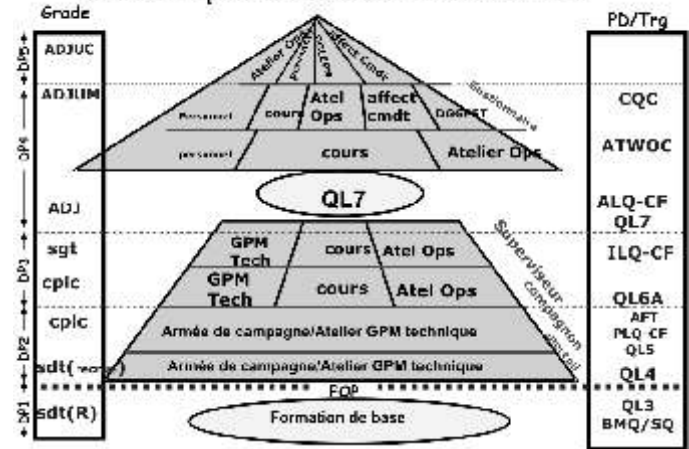 Grade
PD/Trg
DP5
ADJUC
Atelier Ops
affect Cmdt
ADJUM
Personnel
cours
Atel
Ops
affect
cmdt
CQC
DP4
personnel
cours
Atelier Ops
ATWOC
QL7
ADJ
ALQ-CF
QL7
DP3
sgt
GPM
Tech
cours
Atel Ops
Superviseur
ILQ-CF
cplc
GPM
Tech
cours
Atel Ops
compagnon
QL6A
DP2
cplc
Armée de campagne/Atelier GPM technique
AFT
PLQ-CF
QL5
Armée de campagne/Atelier GPM technique
QL4
DP1
sdt(R)
Formation de base
QL3
BMQ/SQ